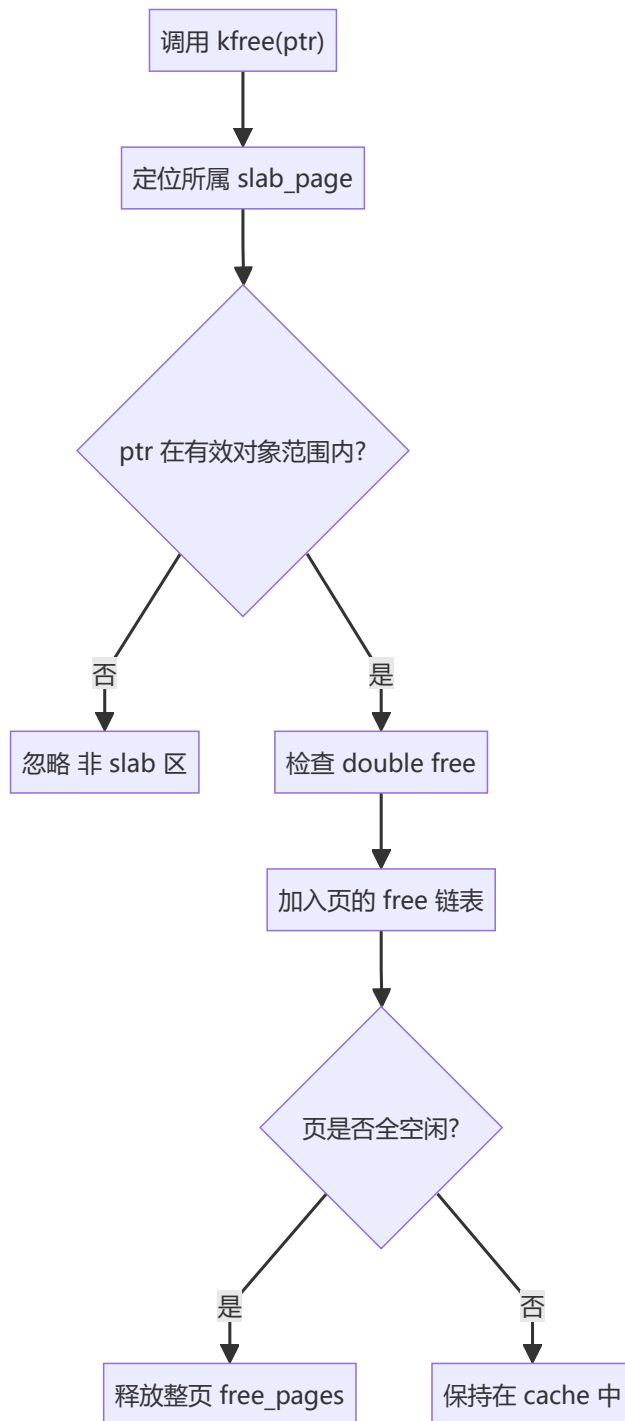 调用 kfree(ptr)
定位所属 slab_page
ptr 在有效对象范围内?
否
是
忽略 非 slab 区
检查 double free
加入页的 free 链表
页是否全空闲?
是
否
释放整页 free_pages
保持在 cache 中